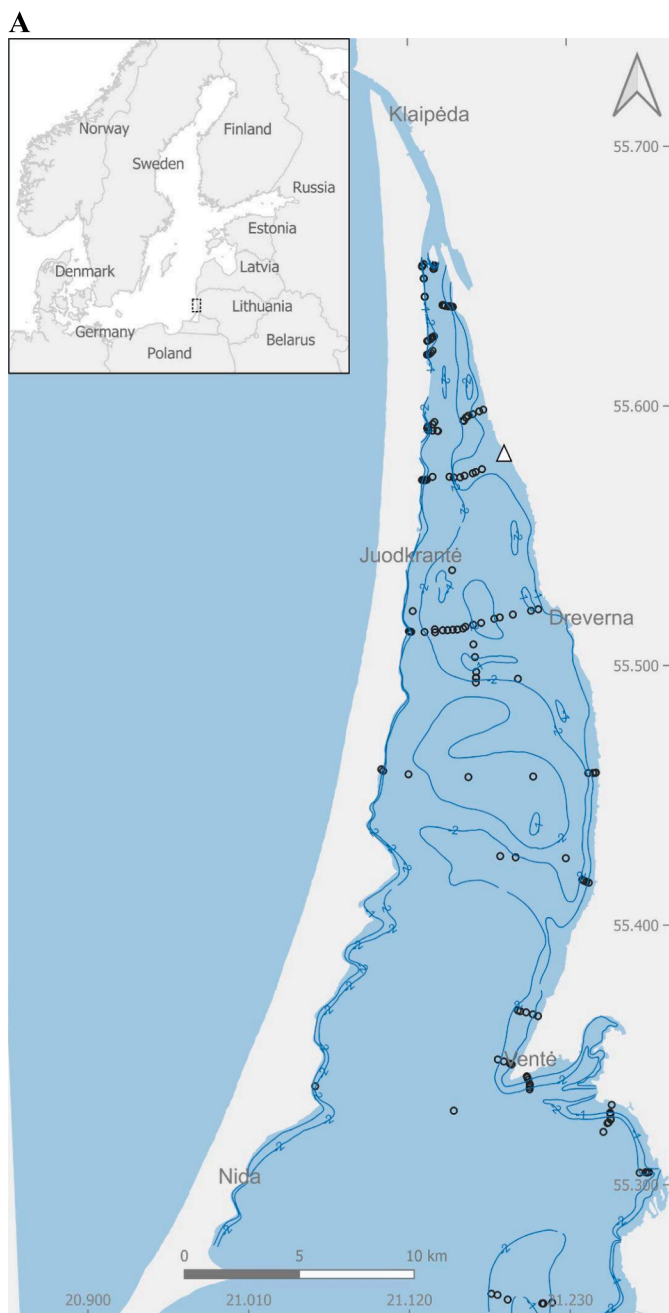 A
Norway
Finland
Sweden
Russia
Estonia
Latvia
Denmark
Lithuania
Germany
Belarus
Poland
Klaipėda
55.700
55.600
Juodkrantė
Dreverna
55.500
55.400
Ventė
Nida
55.300
0 5 10 km
20.900 21.010 21.120 21.230